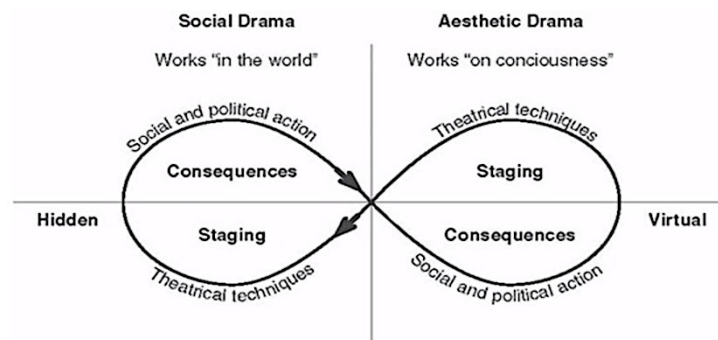 Social Drama
Aesthetic Drama
Works "in the world"
Works "on conciousness"
Social and political action
Theatrical techniques
Consequences
Staging
Hidden
Virtual
Staging
Consequences
Theatrical techniques
Social and political action